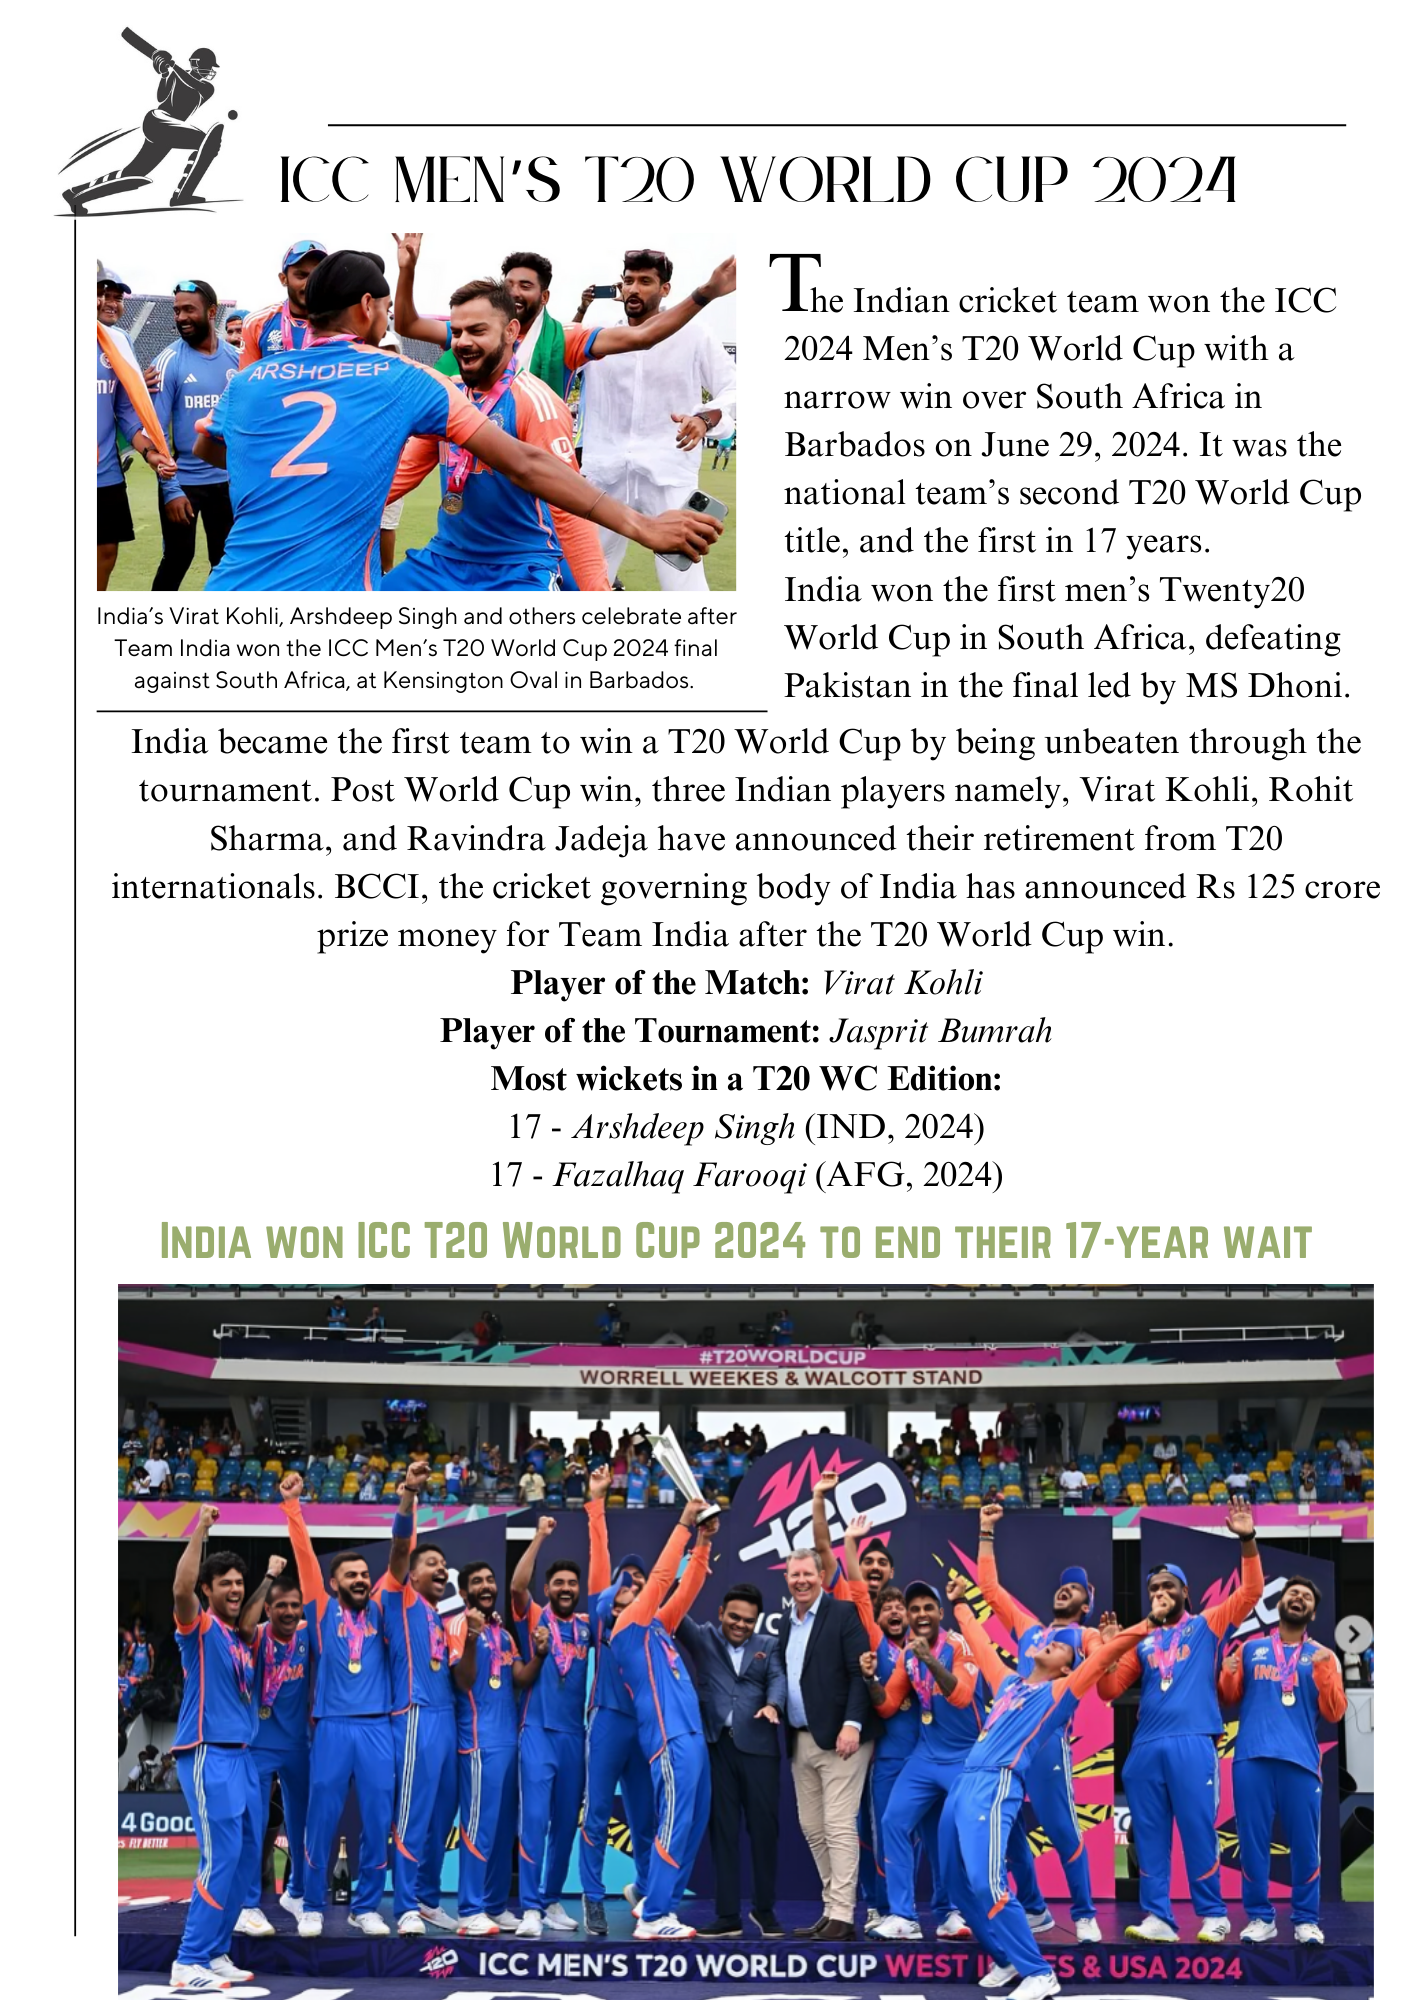 ICC MEN'S T20 WORLD CUP 2024
ARSHDEEP
2
DREA
The Indian cricket team won the ICC
2024 Men's T20 World Cup with a
narrow win over South Africa in
Barbados on June 29, 2024. It was the
national team's second T20 World Cup
title, and the first in 17 years.
India won the first men's Twenty20
World Cup in South Africa, defeating
Pakistan in the final led by MS Dhoni.
India's Virat Kohli, Arshdeep Singh and others celebrate after
Team India won the ICC Men's T20 World Cup 2024 final
against South Africa, at Kensington Oval in Barbados.
India became the first team to win a T20 World Cup by being unbeaten through the
tournament. Post World Cup win, three Indian players namely, Virat Kohli, Rohit
Sharma, and Ravindra Jadeja have announced their retirement from T20
internationals. BCCI, the cricket governing body of India has announced Rs 125 crore
prize money for Team India after the T20 World Cup win.
Player of the Match: Virat Kohli
Player of the Tournament: Jasprit Bumrah
Most wickets in a T20 WC Edition:
17 - Arshdeep Singh (IND, 2024)
17 - Fazalhaq Farooqi (AFG, 2024)
India won ICC T20 World Cup 2024 to end their 17-year wait
#T20WORLDCUP
WORRELL WEEKES & WALCOTT STAND
T20
4 Good
FLY BETTER
T20 ICC MEN'S T20 WORLD CUP WEST I ES & USA 2024